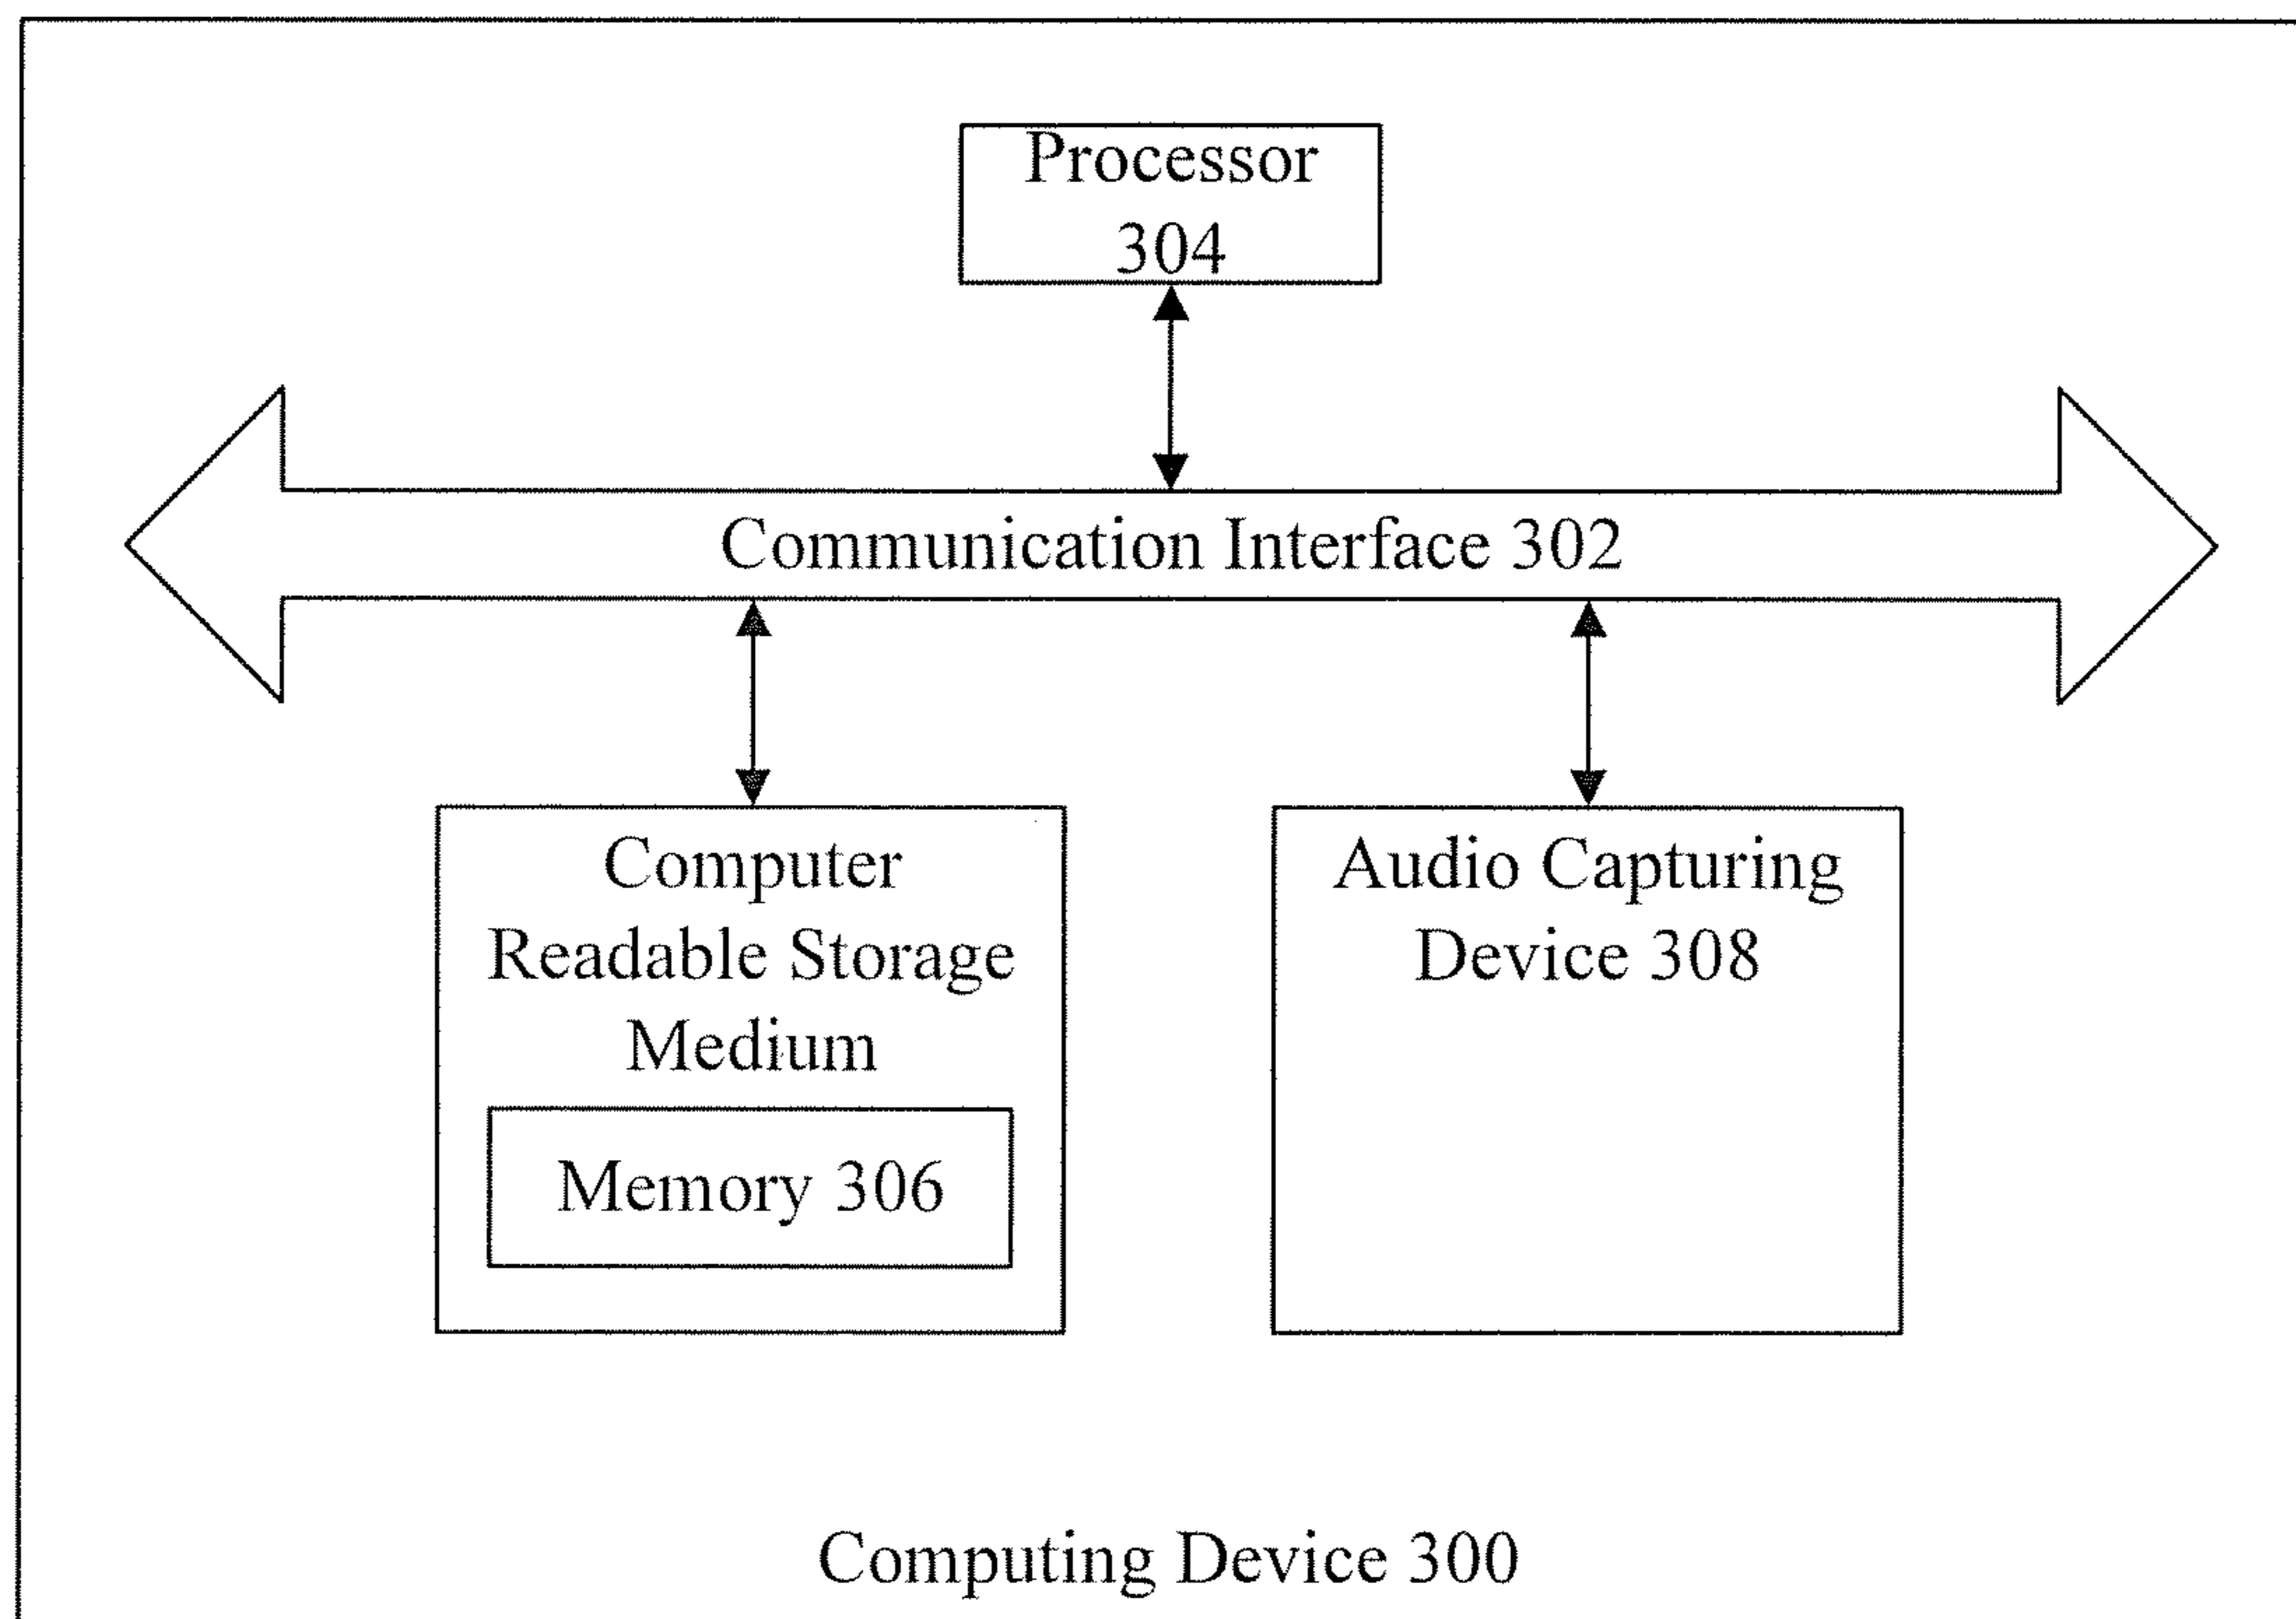 Processor
304
Communication Interface 302
Computer
Readable Storage
Medium
Memory 306
Audio Capturing
Device 308
Computing Device 300